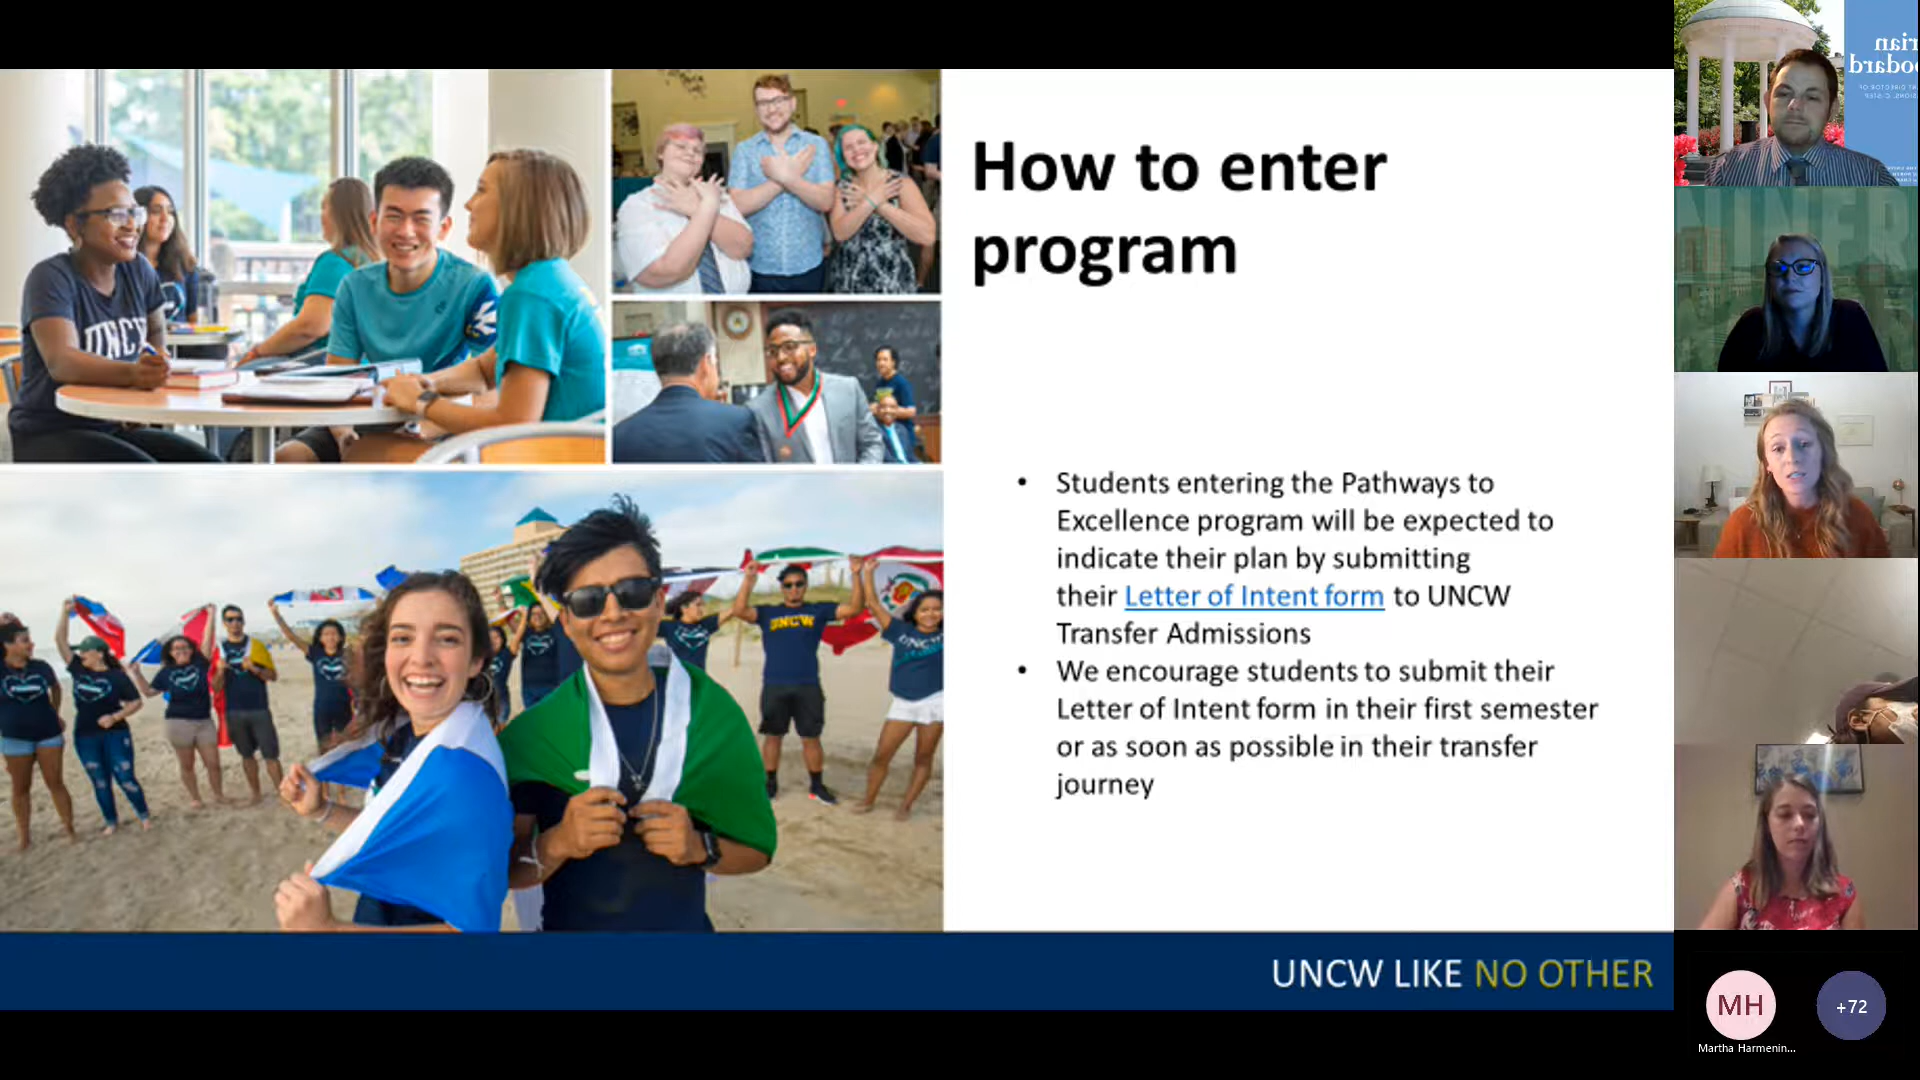 How to enter
program
• Students entering the Pathways to
Excellence program will be expected to
indicate their plan by submitting
their Letter of Intent form to UNCW
Transfer Admissions
• We encourage students to submit their
Letter of Intent form in their first semester
or as soon as possible in their transfer
journey
UNCW LIKE NO OTHER
UNCW
UNCW
MH
+72
Martha Harmenin...